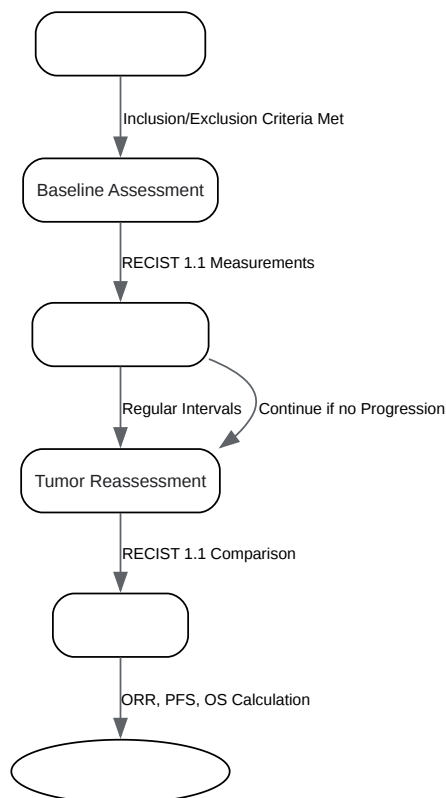 Inclusion/Exclusion Criteria Met
Baseline Assessment
RECIST 1.1 Measurements
Regular Intervals
Continue if no Progression
Tumor Reassessment
RECIST 1.1 Comparison
ORR, PFS, OS Calculation